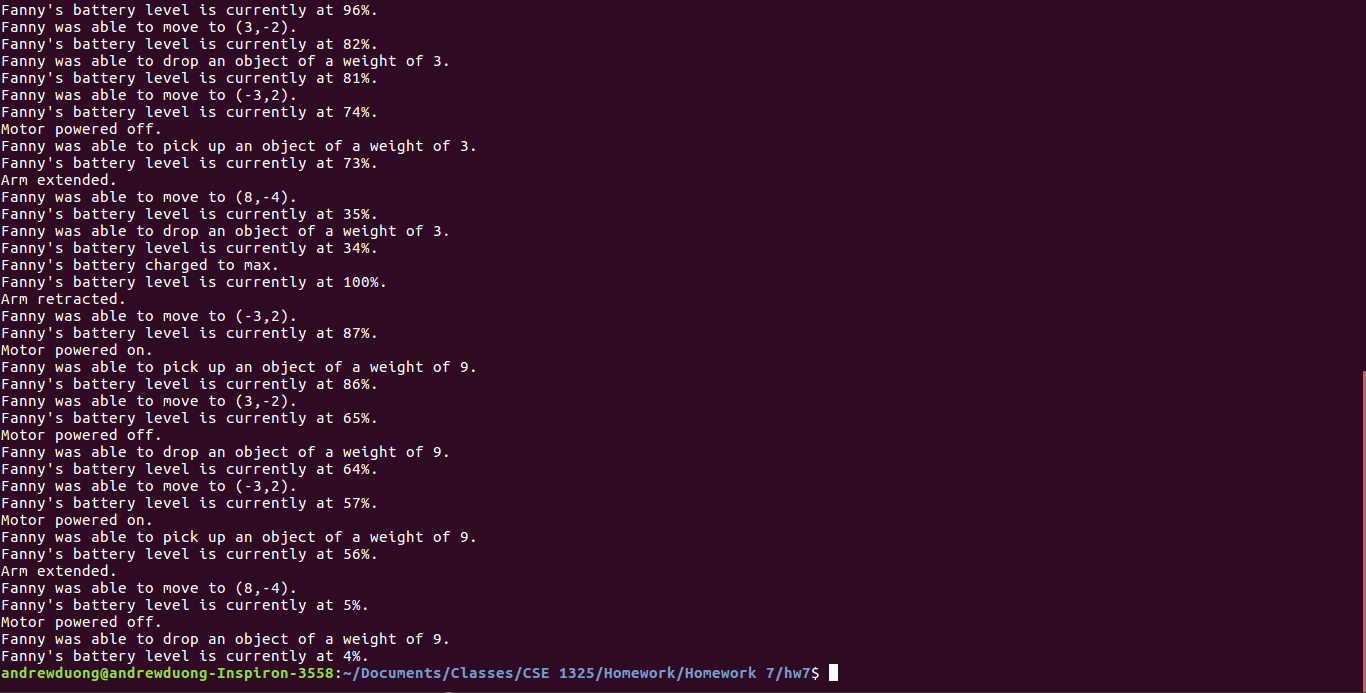 Fanny's battery level is currently at 96%.
Fanny was able to move to (3,-2).
Fanny's battery level is currently at 82%.
Fanny was able to drop an object of a weight of 3.
Fanny's battery level is currently at 81%.
Fanny was able to move to (-3,2).
Fanny's battery level is currently at 74%.
Motor powered off.
Fanny was able to pick up an object of a weight of 3.
Fanny's battery level is currently at 73%.
Arm extended.
Fanny was able to move to (8,-4).
Fanny's battery level is currently at 35%.
Fanny was able to drop an object of a weight of 3.
Fanny's battery level is currently at 34%.
Fanny's battery charged to max.
Fanny's battery level is currently at 100%.
Arm retracted.
Fanny was able to move to (-3,2).
Fanny's battery level is currently at 87%.
Motor powered on.
Fanny was able to pick up an object of a weight of 9.
Fanny's battery level is currently at 86%.
Fanny was able to move to (3,-2).
Fanny's battery level is currently at 65%.
Motor powered off.
Fanny was able to drop an object of a weight of 9.
Fanny's battery level is currently at 64%.
Fanny was able to move to (-3,2).
Fanny's battery level is currently at 57%.
Motor powered on.
Fanny was able to pick up an object of a weight of 9.
Fanny's battery level is currently at 56%.
Arm extended.
Fanny was able to move to (8,-4).
Fanny's battery level is currently at 5%.
Motor powered off.
Fanny was able to drop an object of a weight of 9.
Fanny's battery level is currently at 4%.
andrewduong@andrewduong-Inspiron-3558:~/Documents/Classes/CSE 1325/Homework/Homework 7/hw7$